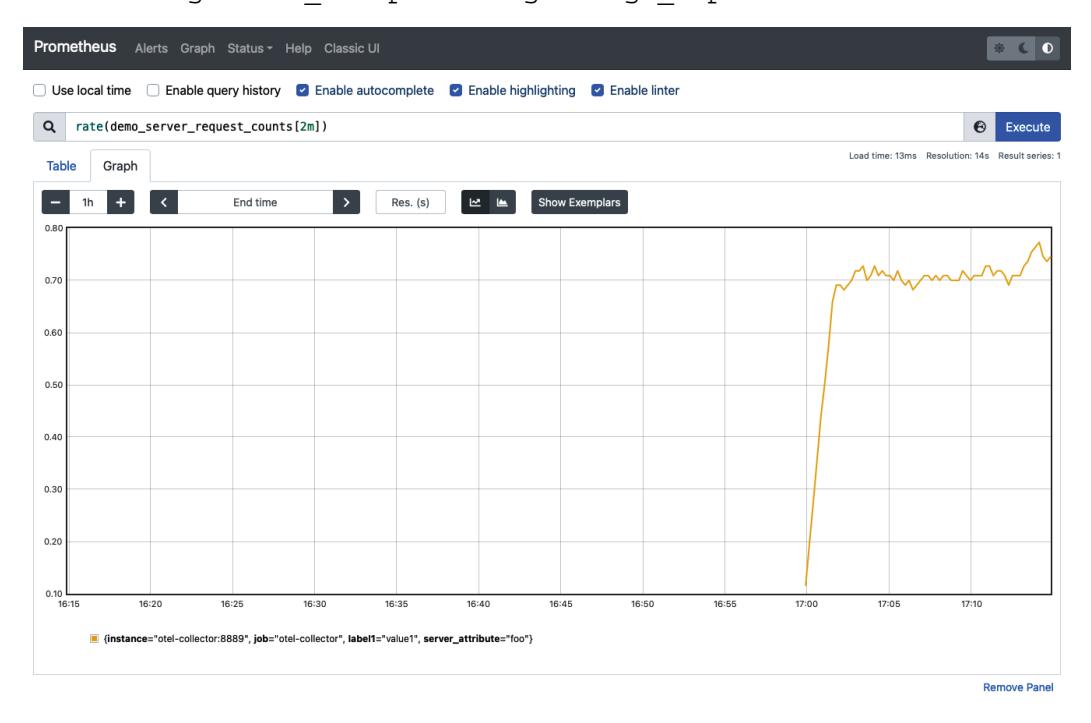 Prometheus Alerts Graph Status Help Classic UI
Use local time Enable query history Enable autocomplete Enable highlighting Enable linter
rate(demo_server_request_counts[2m]) Execute
Load time: 13ms Resolution: 14s Result series: 1
Table Graph
− 1h + < End time > Res. (s) Show Exemplars
0.80
0.70
0.60
0.50
0.40
0.30
0.20
0.10
16:15 16:20 16:25 16:30 16:35 16:40 16:45 16:50 16:55 17:00 17:05 17:10
{instance="otel-collector:8889", job="otel-collector", label1="value1", server_attribute="foo"}
Remove Panel